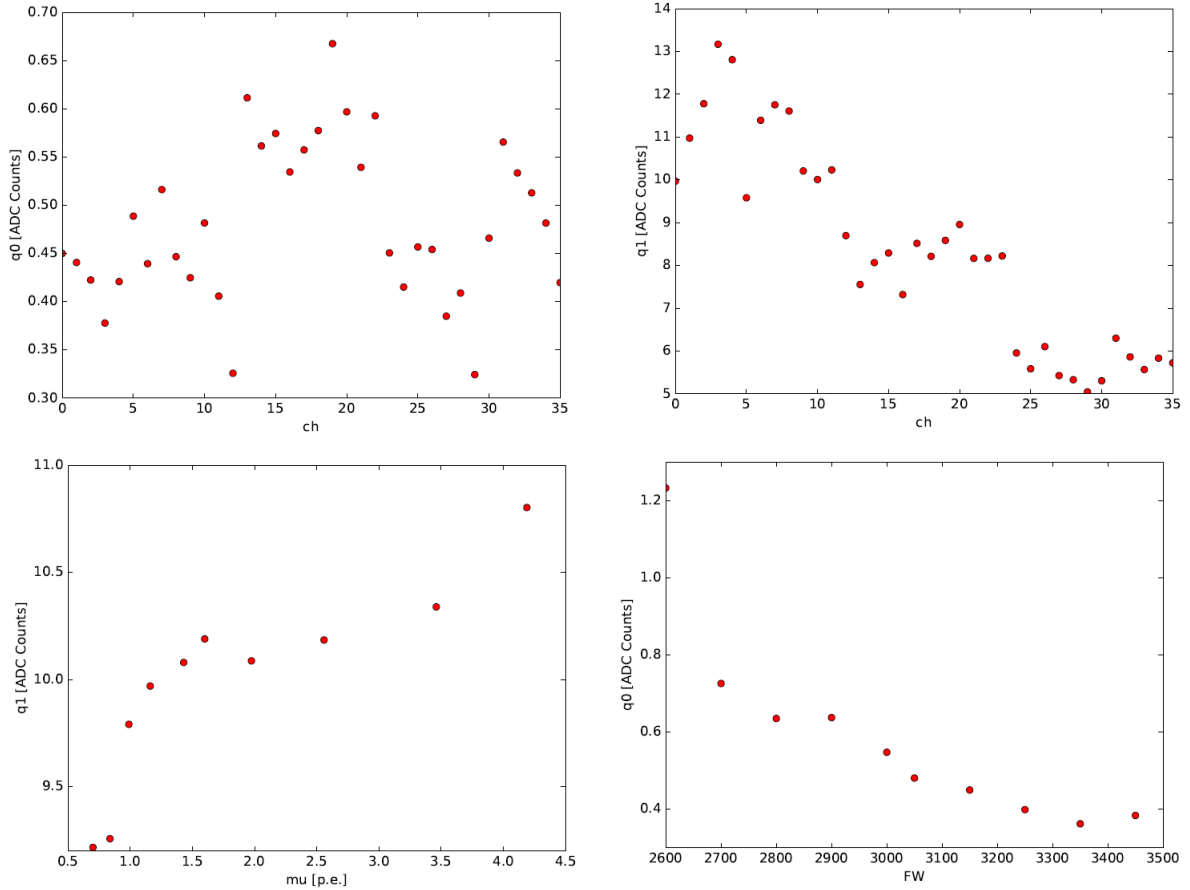 0.70
0.65
0.60
0.55
0.50
0.45
0.40
0.35
0.30
q0 [ADC Counts]
0 5 10 15 20 25 30 35
ch
14
13
12
11
10
9
8
7
6
5
q1 [ADC Counts]
0 5 10 15 20 25 30 35
ch
11.0
10.5
10.0
9.5
q1 [ADC Counts]
0.5 1.0 1.5 2.0 2.5 3.0 3.5 4.0 4.5
mu [p.e.]
1.2
1.0
0.8
0.6
0.4
q0 [ADC Counts]
2600 2700 2800 2900 3000 3100 3200 3300 3400 3500
FW